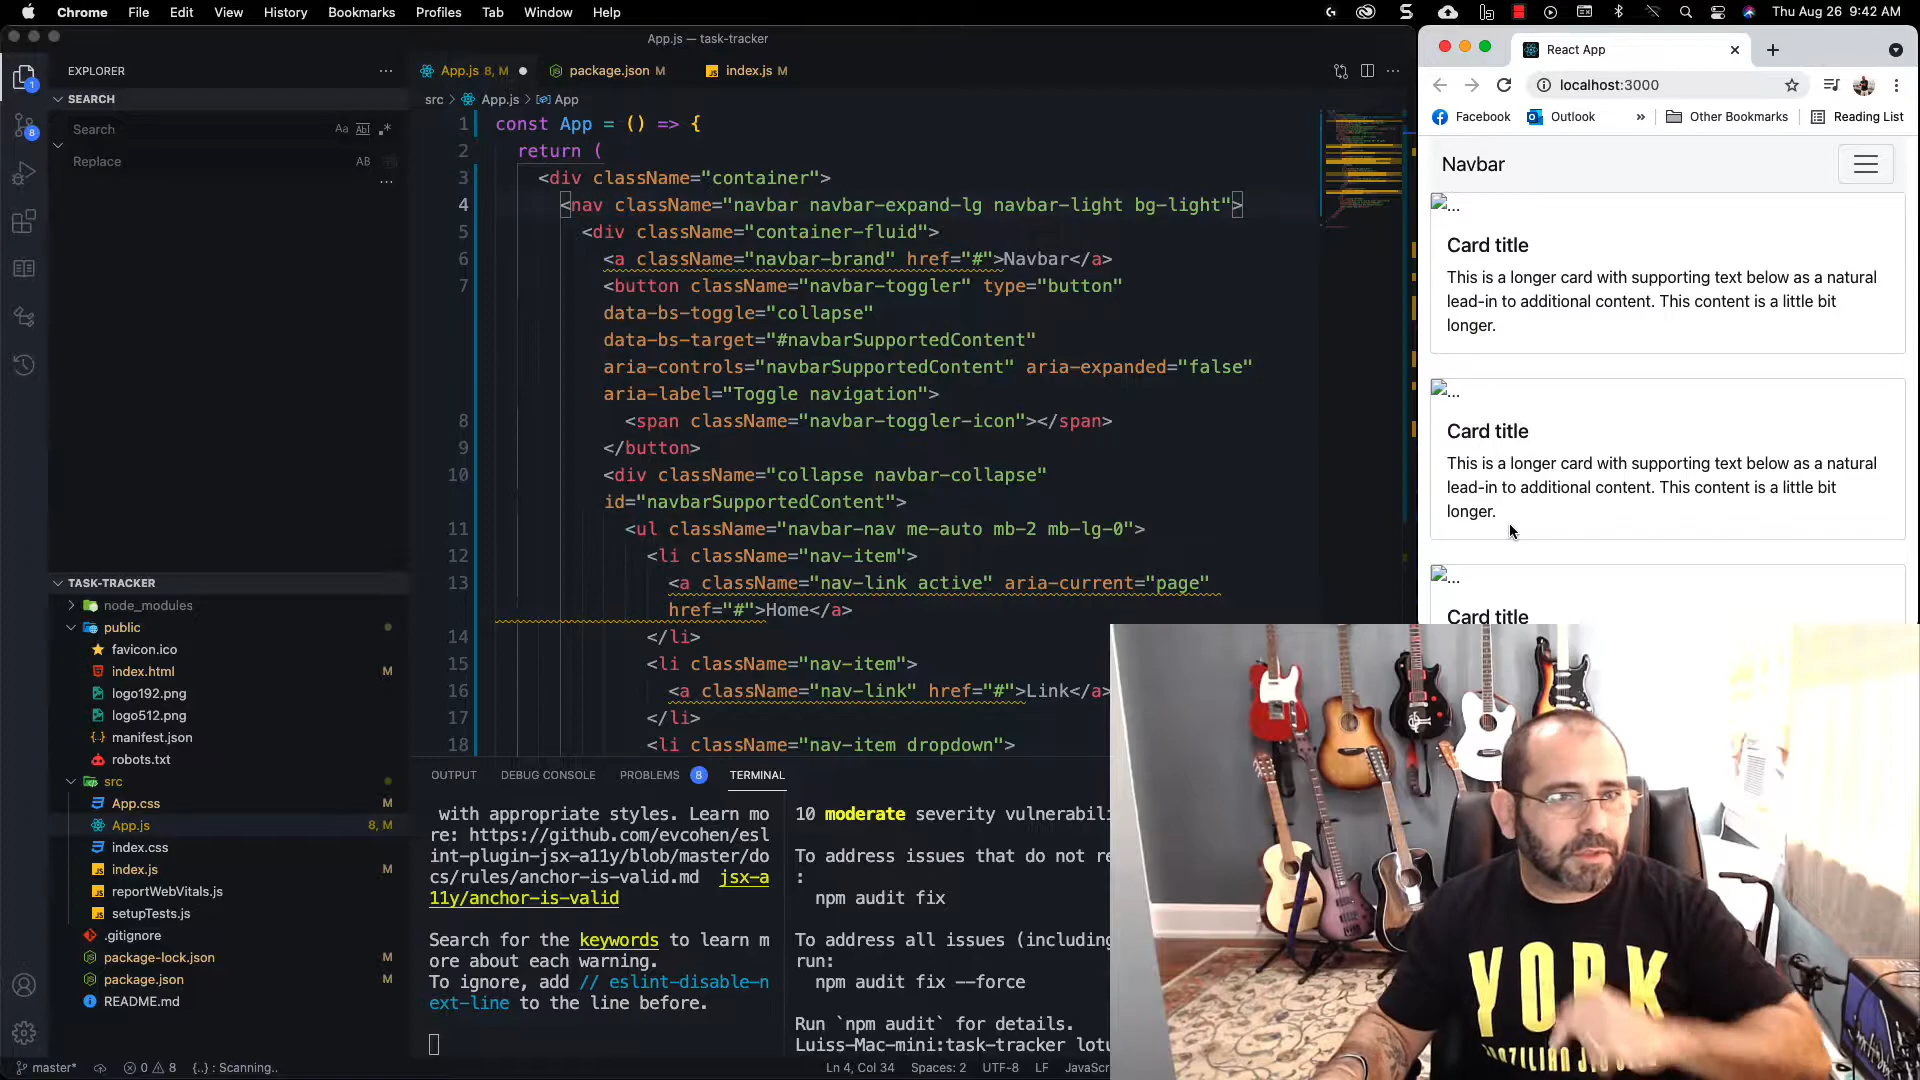 Chrome File Edit View History Bookmarks Profiles Tab Window Help
Thu Aug 26 9:42 AM
App.js — task-tracker
EXPLORER
SEARCH
Search
Aa Ab
Replace
AB
TASK-TRACKER
node_modules
public
favicon.ico
index.html M
logo192.png
logo512.png
manifest.json
robots.txt
src
App.css M
App.js 8, M
index.css
index.js M
reportWebVitals.js
setupTests.js
.gitignore
package-lock.json M
package.json M
README.md
1
8
App.js 8, M
package.json M
index.js M
src > App.js > App
1 const App = () => {
2 return (
3 <div className="container">
4 <nav className="navbar navbar-expand-lg navbar-light bg-light">
5 <div className="container-fluid">
6 <a className="navbar-brand" href="#">Navbar</a>
7 <button className="navbar-toggler" type="button"
data-bs-toggle="collapse"
data-bs-target="#navbarSupportedContent"
aria-controls="navbarSupportedContent" aria-expanded="false"
aria-label="Toggle navigation">
8 <span className="navbar-toggler-icon"></span>
9 </button>
10 <div className="collapse navbar-collapse"
id="navbarSupportedContent">
11 <ul className="navbar-nav me-auto mb-2 mb-lg-0">
12 <li className="nav-item">
13 <a className="nav-link active" aria-current="page"
href="#">Home</a>
14 </li>
15 <li className="nav-item">
16 <a className="nav-link" href="#">Link</a>
17 </li>
18 <li className="nav-item dropdown">
OUTPUT DEBUG CONSOLE PROBLEMS 8 TERMINAL
with appropriate styles. Learn mo
re: https://github.com/evcohen/esl
int-plugin-jsx-a11y/blob/master/do
cs/rules/anchor-is-valid.md jsx-a
11y/anchor-is-valid
Search for the keywords to learn m
ore about each warning.
To ignore, add // eslint-disable-n
ext-line to the line before.
10 moderate severity vulnerabili
To address issues that do not re
:
npm audit fix
To address all issues (including
run:
npm audit fix --force
Run `npm audit` for details.
Luiss-Mac-mini:task-tracker lotu
master* 0 8 {..} : Scanning..
Ln 4, Col 34 Spaces: 2 UTF-8 LF JavaSc
React App
localhost:3000
Facebook Outlook » Other Bookmarks Reading List
Navbar
...
Card title
This is a longer card with supporting text below as a natural
lead-in to additional content. This content is a little bit
longer.
...
Card title
This is a longer card with supporting text below as a natural
lead-in to additional content. This content is a little bit
longer.
...
Card title
YORK